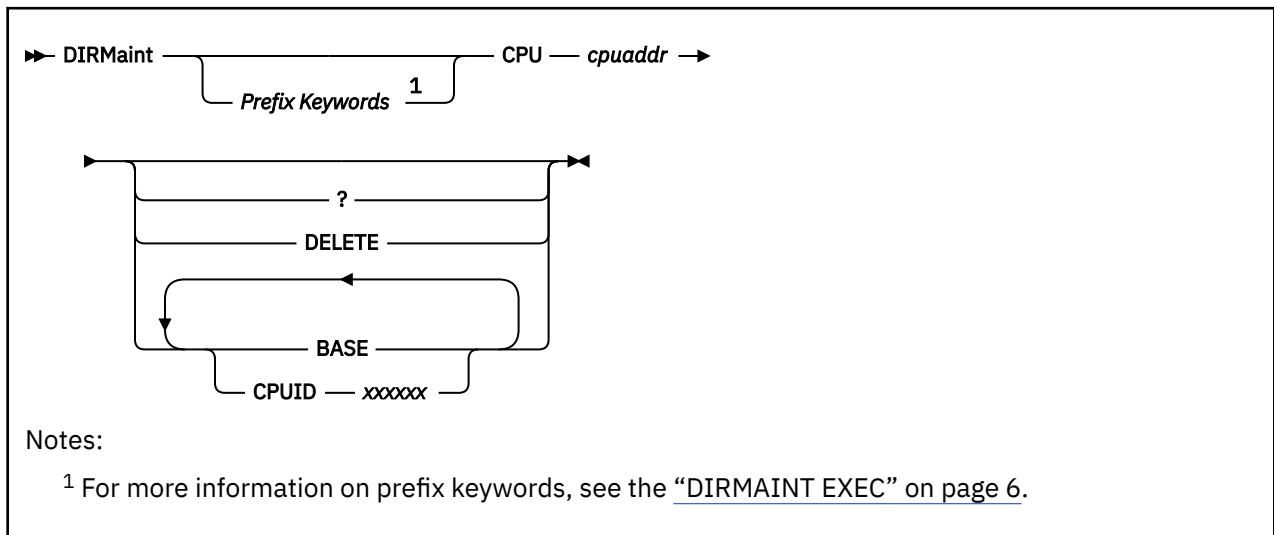 DIRMaint CPU cpuaddr
Prefix Keywords 1
?
DELETE
BASE
CPUID xxxxxx
Notes:
1 For more information on prefix keywords, see the “DIRMAINT EXEC” on page 6.